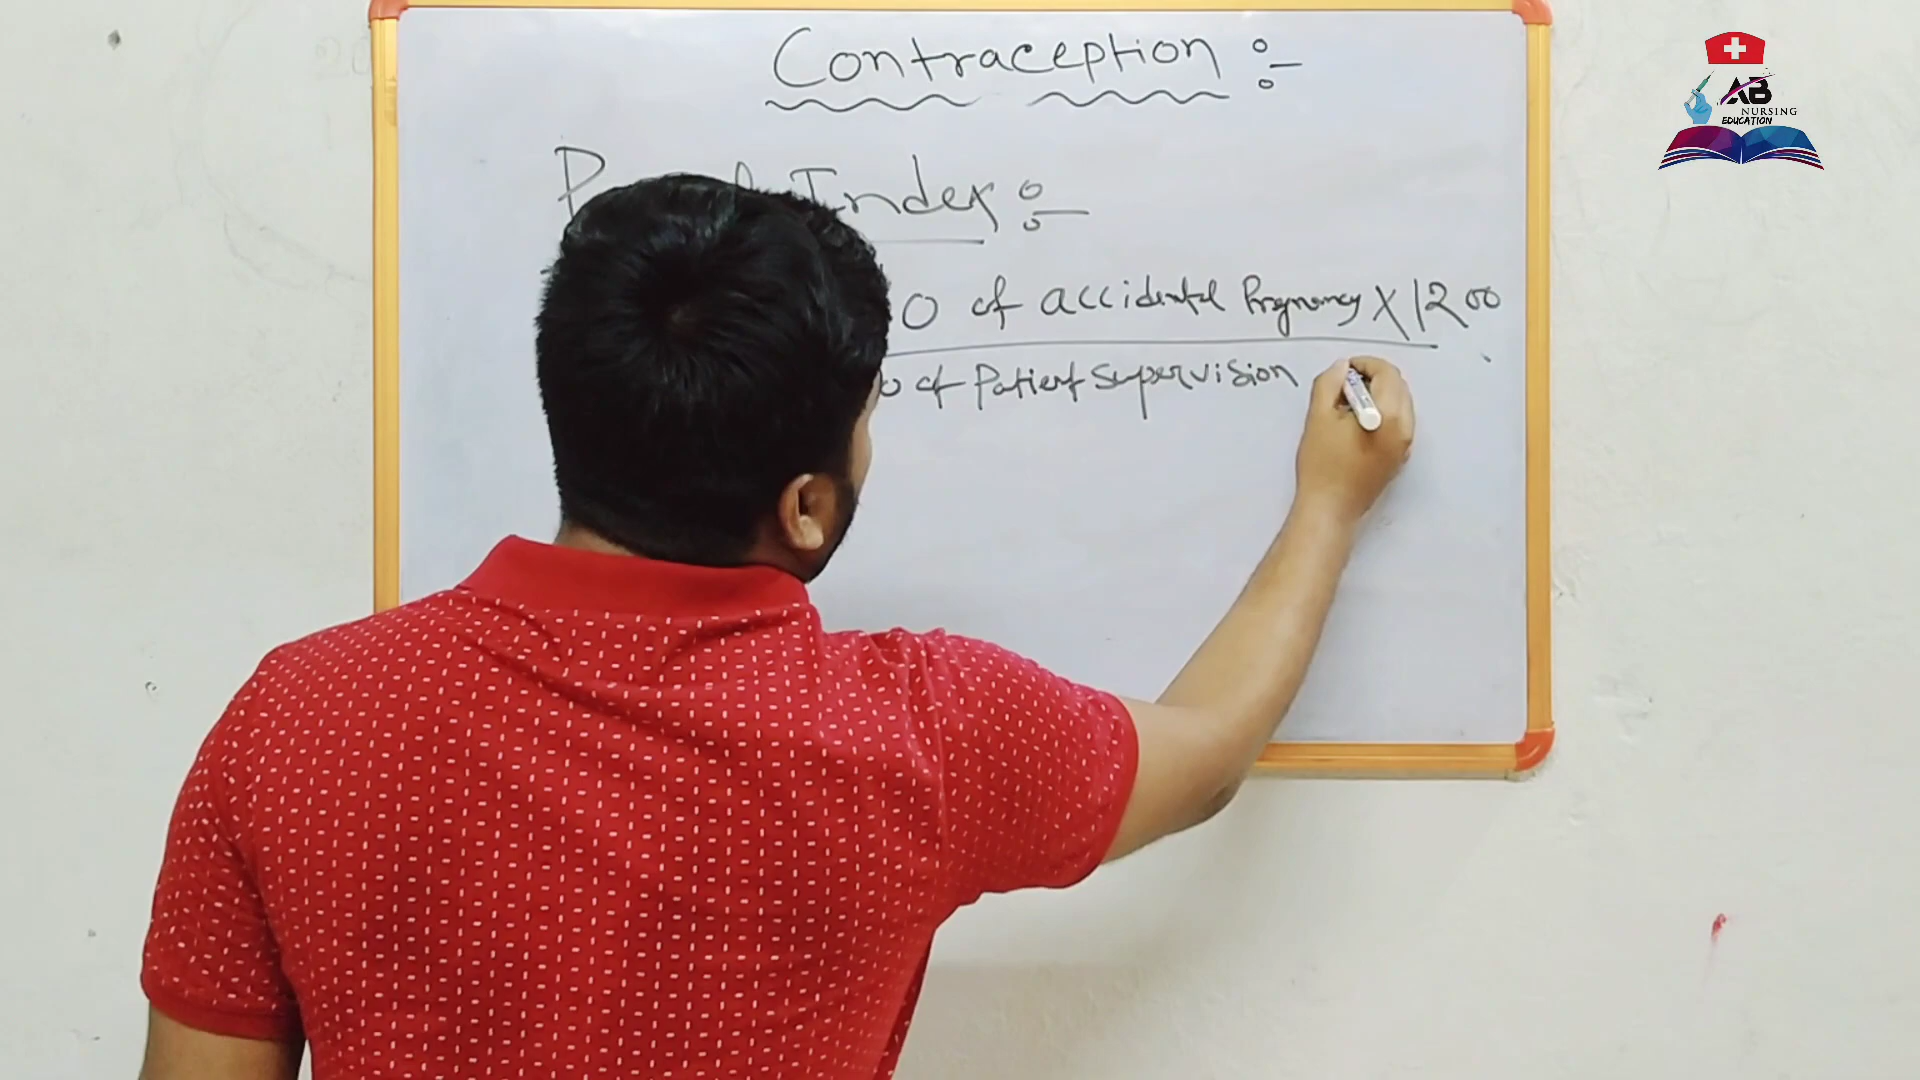 Contraception :-
Index :-
o of accidental Pregnancy X 1200
o of Patient supervision
AB
NURSING
EDUCATION